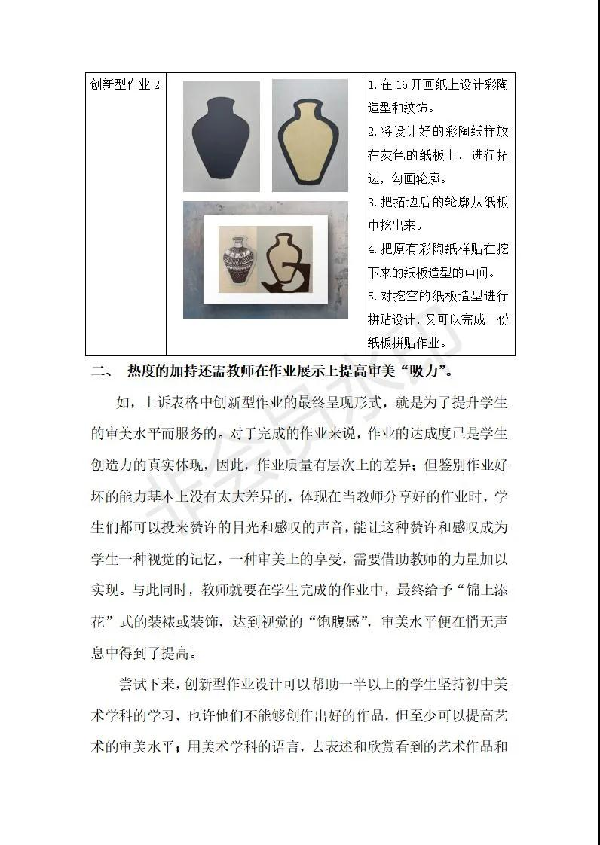 创新型作业2
1. 在16开画纸上设计彩陶
造型和纹饰。
2. 将设计好的彩陶纸样放
在灰色的纸板上，进行拓
边，勾画轮廓。
3. 把拓边后的轮廓从纸板
中挖出来。
4. 把原有彩陶纸样贴在挖
下来的纸板造型的中间。
5. 对挖空的纸板造型进行
拼贴设计，又可以完成一份
纸板拼贴作业。
二、 热度的加持还需教师在作业展示上提高审美“吸力”。
如，上诉表格中创新型作业的最终呈现形式，就是为了提升学生
的审美水平而服务的。对于完成的作业来说，作业的达成度已是学生
创造力的真实体现，因此，作业质量有层次上的差异；但鉴别作业好
坏的能力基本上没有太大差异的，体现在当教师分享好的作业时，学
生们都可以投来赞许的目光和感叹的声音，能让这种赞许和感叹成为
学生一种视觉的记忆，一种审美上的享受，需要借助教师的力量加以
实现。与此同时，教师就要在学生完成的作业中，最终给予“锦上添
花”式的装裱或装饰，达到视觉的“饱腹感”，审美水平便在悄无声
息中得到了提高。
尝试下来，创新型作业设计可以帮助一半以上的学生坚持初中美
术学科的学习，也许他们不能够创作出好的作品，但至少可以提高艺
术的审美水平；用美术学科的语言，去表述和欣赏看到的艺术作品和
非会员水印